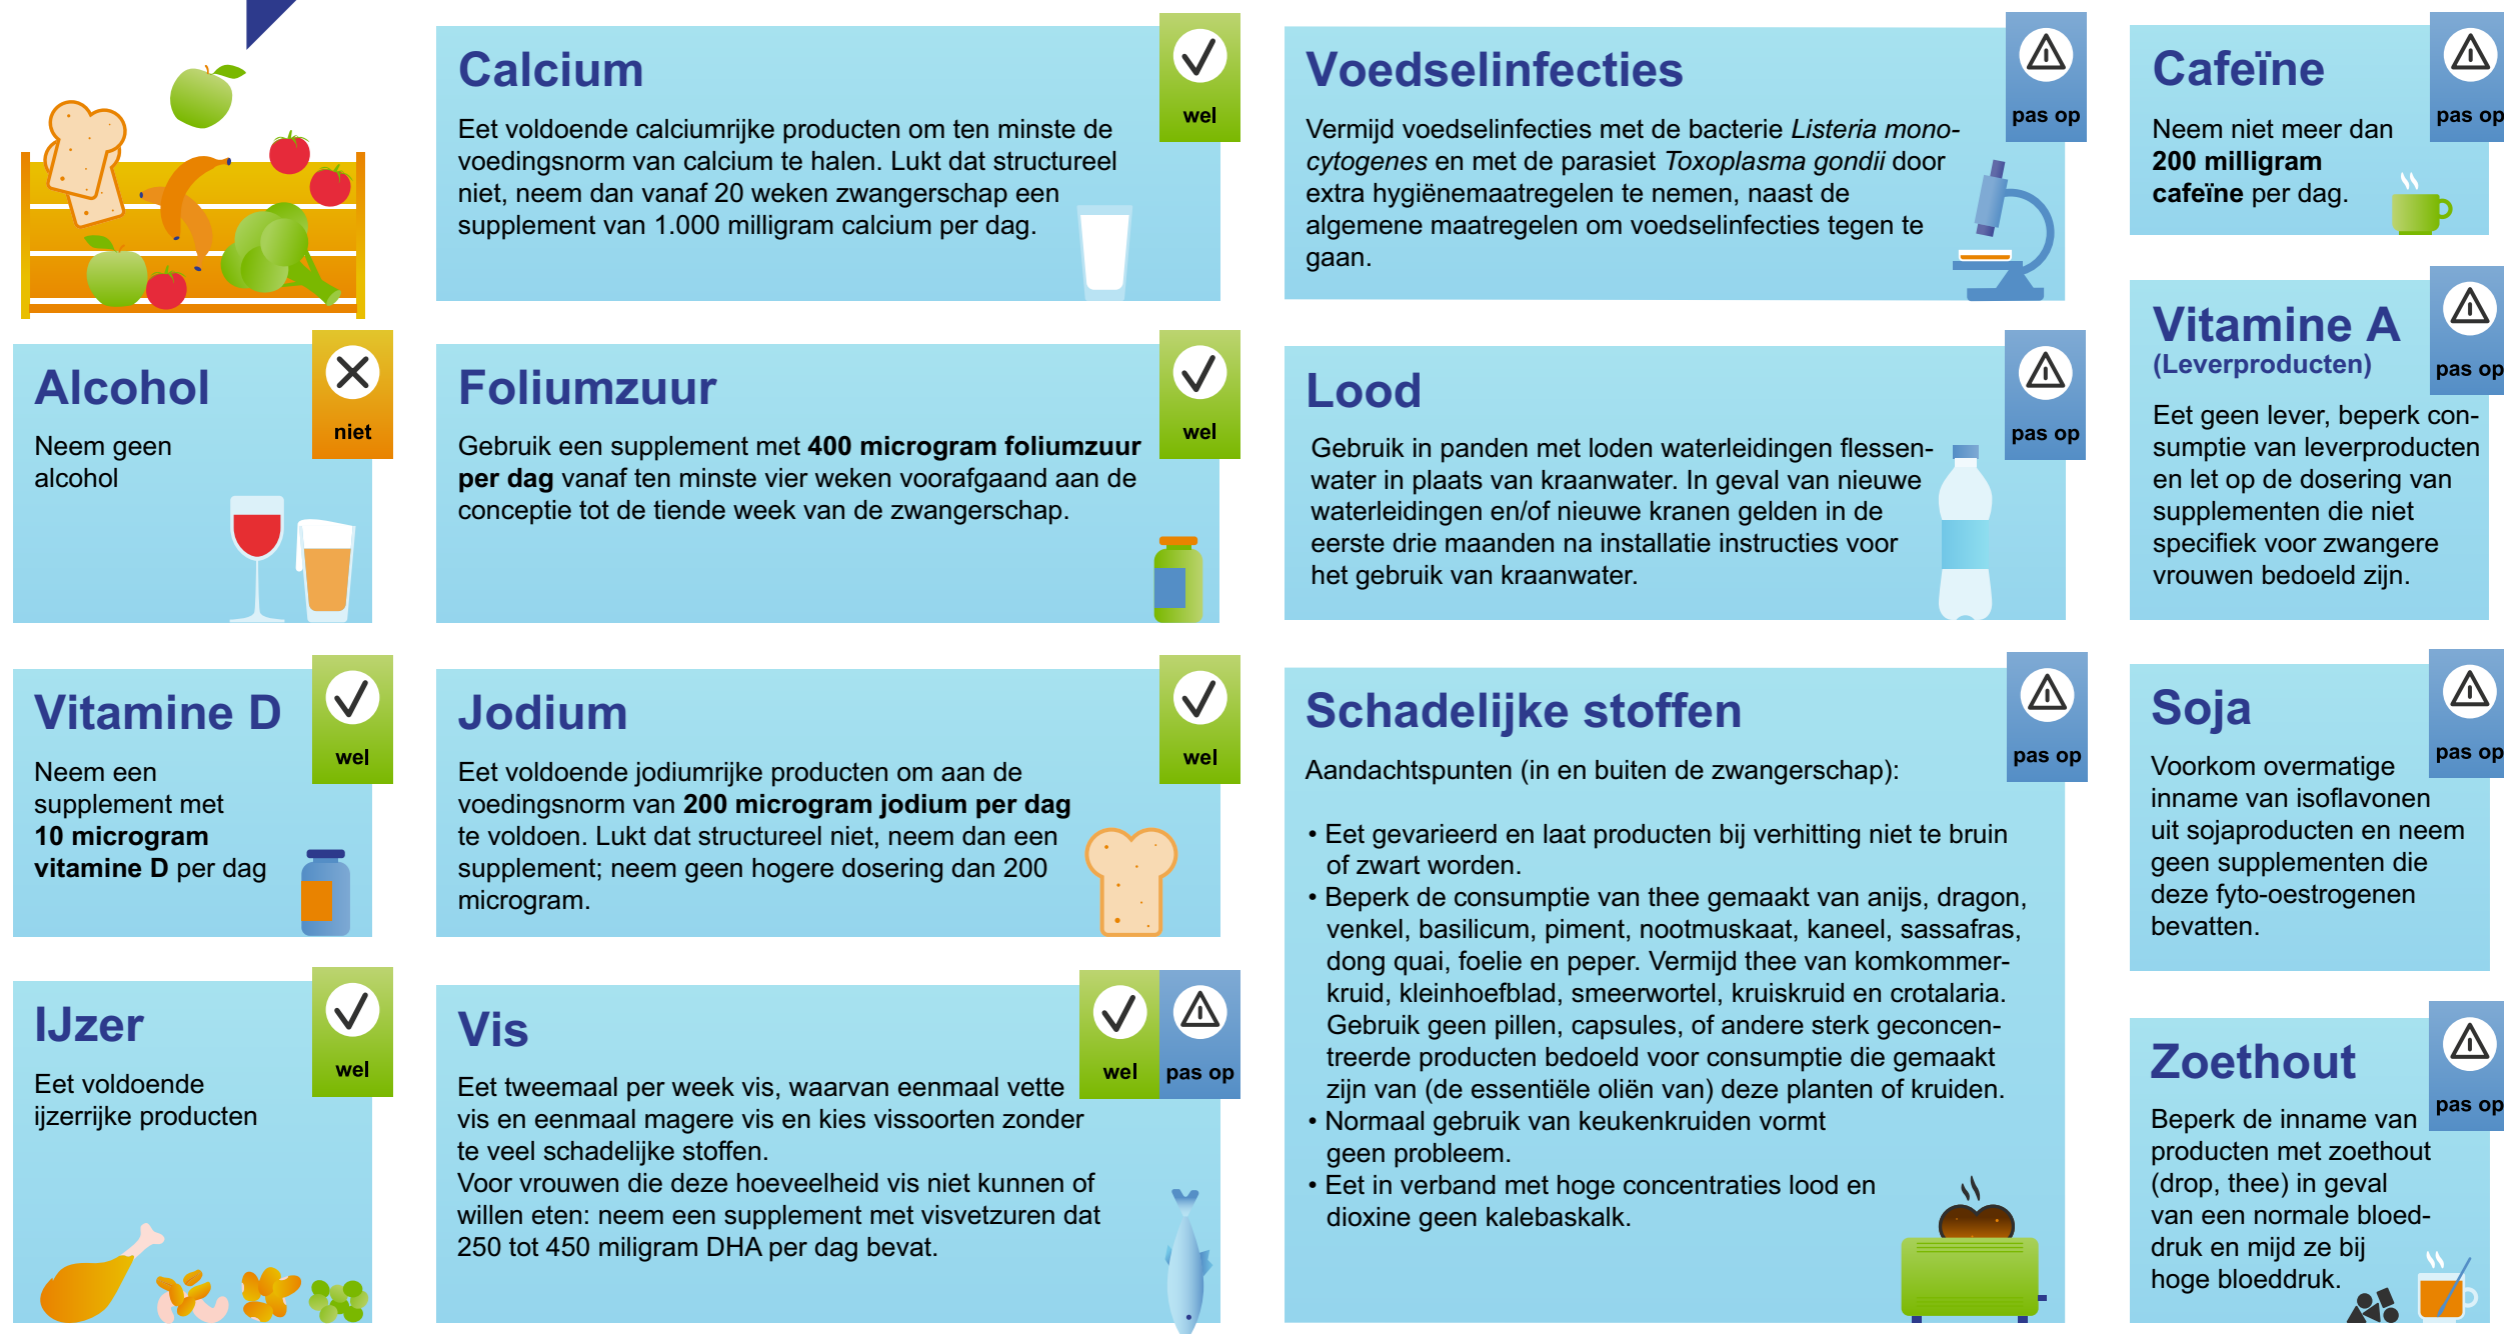 Calcium
wel
Eet voldoende calciumrijke producten om ten minste de
voedingsnorm van calcium te halen. Lukt dat structureel
niet, neem dan vanaf 20 weken zwangerschap een
supplement van 1.000 milligram calcium per dag.
Voedselinfecties
pas op
Vermijd voedselinfecties met de bacterie Listeria mono-
cytogenes en met de parasiet Toxoplasma gondii door
extra hygiënemaatregelen te nemen, naast de
algemene maatregelen om voedselinfecties tegen te
gaan.
Cafeïne
pas op
Neem niet meer dan
200 milligram
cafeïne per dag.
Alcohol
niet
Neem geen
alcohol
Foliumzuur
wel
Gebruik een supplement met 400 microgram foliumzuur
per dag vanaf ten minste vier weken voorafgaand aan de
conceptie tot de tiende week van de zwangerschap.
Lood
pas op
Gebruik in panden met loden waterleidingen flessen-
water in plaats van kraanwater. In geval van nieuwe
waterleidingen en/of nieuwe kranen gelden in de
eerste drie maanden na installatie instructies voor
het gebruik van kraanwater.
Vitamine A
(Leverproducten)
pas op
Eet geen lever, beperk con-
sumptie van leverproducten
en let op de dosering van
supplementen die niet
specifiek voor zwangere
vrouwen bedoeld zijn.
Vitamine D
wel
Neem een
supplement met
10 microgram
vitamine D per dag
Jodium
wel
Eet voldoende jodiumrijke producten om aan de
voedingsnorm van 200 microgram jodium per dag
te voldoen. Lukt dat structureel niet, neem dan een
supplement; neem geen hogere dosering dan 200
microgram.
Schadelijke stoffen
pas op
Aandachtspunten (in en buiten de zwangerschap):
• Eet gevarieerd en laat producten bij verhitting niet te bruin
of zwart worden.
• Beperk de consumptie van thee gemaakt van anijs, dragon,
venkel, basilicum, piment, nootmuskaat, kaneel, sassafras,
dong quai, foelie en peper. Vermijd thee van komkommer-
kruid, kleinhoefblad, smeerwortel, kruiskruid en crotalaria.
Gebruik geen pillen, capsules, of andere sterk geconcen-
treerde producten bedoeld voor consumptie die gemaakt
zijn van (de essentiële oliën van) deze planten of kruiden.
• Normaal gebruik van keukenkruiden vormt
geen probleem.
• Eet in verband met hoge concentraties lood en
dioxine geen kalebaskalk.
Soja
pas op
Voorkom overmatige
inname van isoflavonen
uit sojaproducten en neem
geen supplementen die
deze fyto-oestrogenen
bevatten.
IJzer
wel
Eet voldoende
ijzerrijke producten
Vis
wel
pas op
Eet tweemaal per week vis, waarvan eenmaal vette
vis en eenmaal magere vis en kies vissoorten zonder
te veel schadelijke stoffen.
Voor vrouwen die deze hoeveelheid vis niet kunnen of
willen eten: neem een supplement met visvetzuren dat
250 tot 450 miligram DHA per dag bevat.
Zoethout
pas op
Beperk de inname van
producten met zoethout
(drop, thee) in geval
van een normale bloed-
druk en mijd ze bij
hoge bloeddruk.